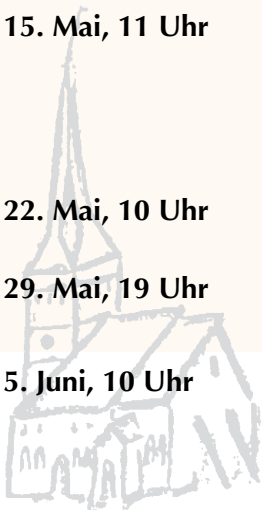 15. Mai, 11 Uhr
22. Mai, 10 Uhr
29. Mai, 19 Uhr
5. Juni, 10 Uhr